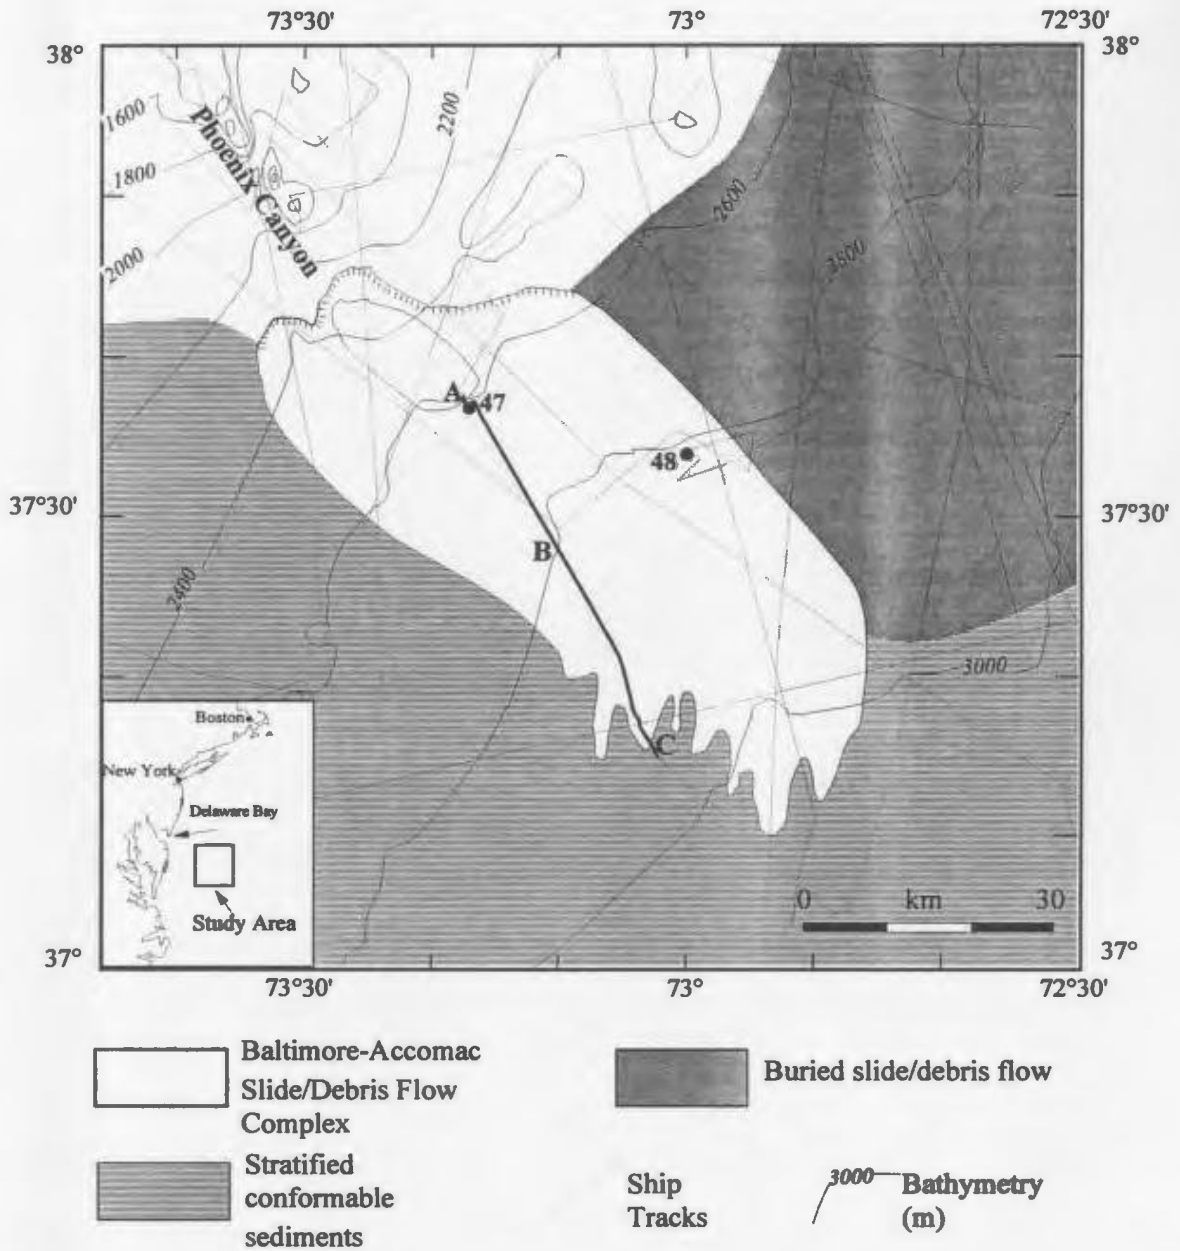 73°30'
73°
72°30'
38°
38°
1600
1800
2000
Phoenix Canyon
2200
2600
2800
A
47
48
37°30'
37°30'
B
2400
3000
C
Boston
New York
Delaware Bay
Study Area
0 km 30
37°
37°
73°30'
73°
72°30'
Baltimore-Accomac
Slide/Debris Flow
Complex
Buried slide/debris flow
Stratified
conformable
sediments
Ship
Tracks
3000
Bathymetry
(m)